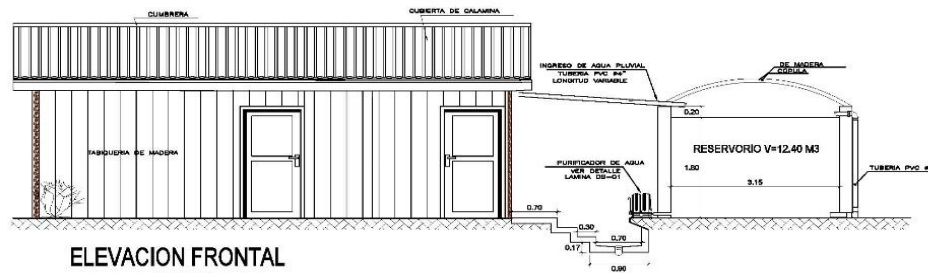 CUMBRERA
CUBIERTA DE CALAMINA
INGRESO DE AGUA PLUVIAL
TUBERIA PVC ø4"
LONGITUD VARIABLE
DE MADERA
CÓPULA
0.20
TABIQUERIA DE MADERA
RESERVORIO V=12.40 M3
PURIFICADOR DE AGUA
VER DETALLE
LAMINA DS-01
1.80
TUBERIA PVC ø
3.15
0.70
0.30
0.70
0.17
0.90
ELEVACION FRONTAL